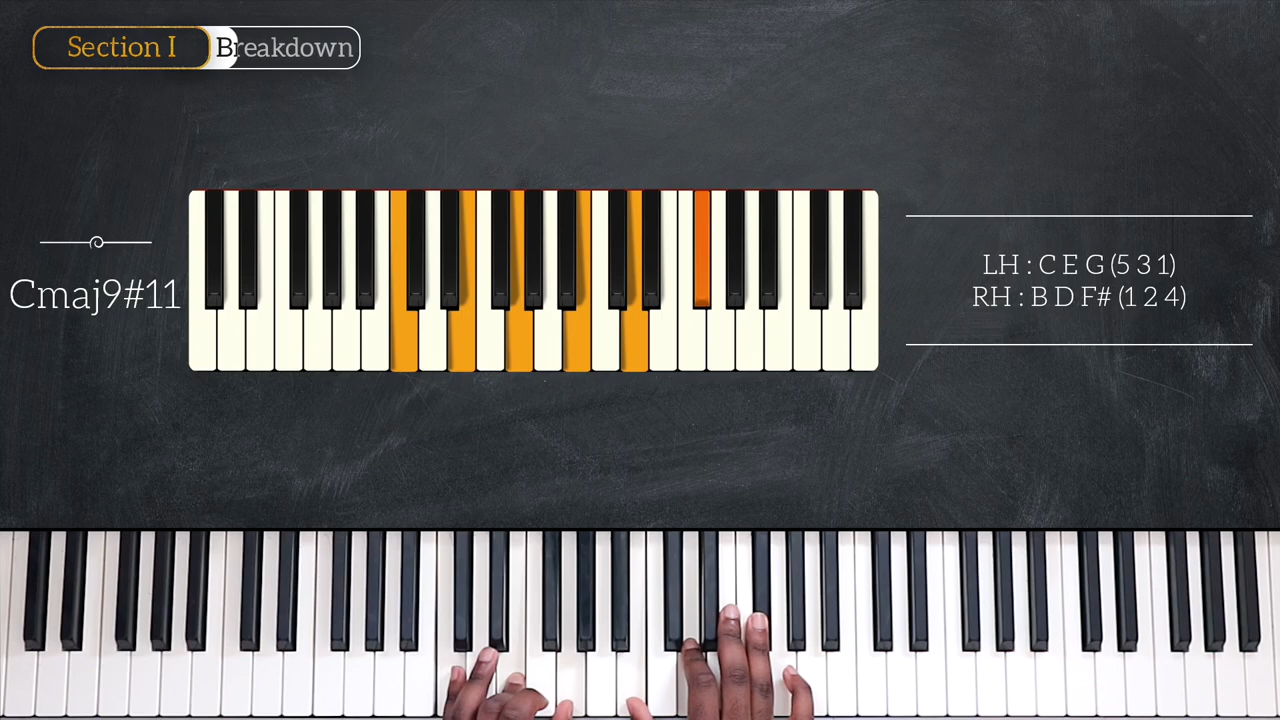 Section I Breakdown
Cmaj9#11
LH : C E G (5 3 1)
RH : B D F# (1 2 4)